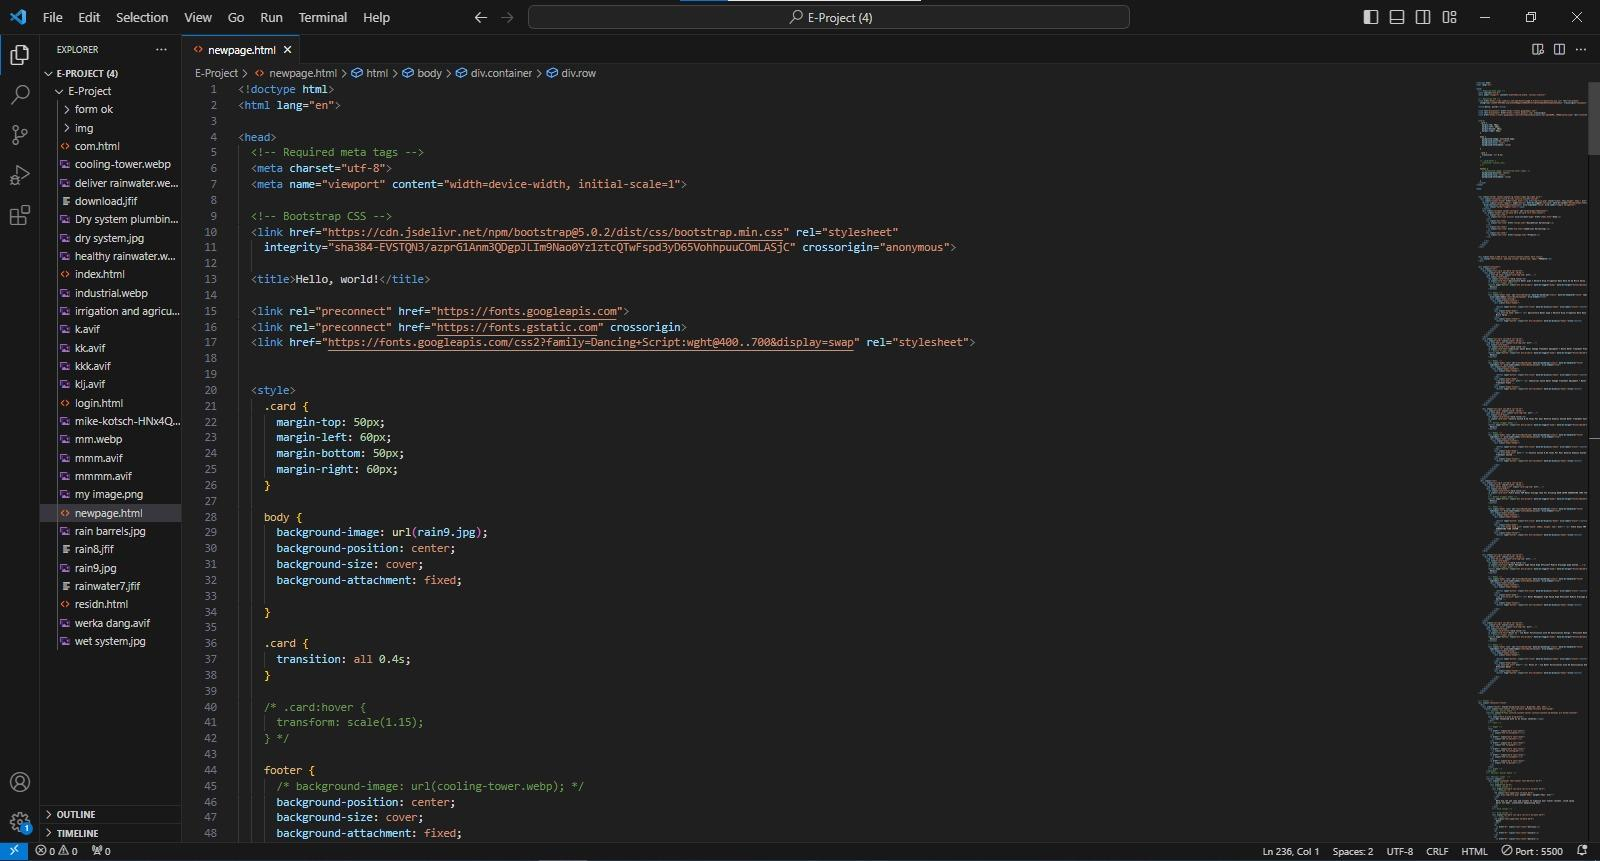 File Edit Selection View Go Run Terminal Help
E-Project (4)
EXPLORER
newpage.html
E-PROJECT (4)
E-Project
form ok
img
com.html
cooling-tower.webp
deliver rainwater.we...
download.jfif
Dry system plumbin...
dry system.jpg
healthy rainwater.w...
index.html
industrial.webp
irrigation and agricu...
k.avif
kk.avif
kkk.avif
klj.avif
login.html
mike-kotsch-HNx4Q...
mm.webp
mmm.avif
mmmm.avif
my image.png
newpage.html
rain barrels.jpg
rain8.jfif
rain9.jpg
rainwater7.jfif
residn.html
werka dang.avif
wet system.jpg
OUTLINE
TIMELINE
E-Project > newpage.html > html > body > div.container > div.row
1 <!doctype html>
2 <html lang="en">
3
4 <head>
5 <!-- Required meta tags -->
6 <meta charset="utf-8">
7 <meta name="viewport" content="width=device-width, initial-scale=1">
8
9 <!-- Bootstrap CSS -->
10 <link href="https://cdn.jsdelivr.net/npm/bootstrap@5.0.2/dist/css/bootstrap.min.css" rel="stylesheet"
11 integrity="sha384-EVSTQN3/azprG1Anm3QDgpJLIm9Nao0Yz1ztcQTwFspd3yD65VohhpuuCOmLASjC" crossorigin="anonymous">
12
13 <title>Hello, world!</title>
14
15 <link rel="preconnect" href="https://fonts.googleapis.com">
16 <link rel="preconnect" href="https://fonts.gstatic.com" crossorigin>
17 <link href="https://fonts.googleapis.com/css2?family=Dancing+Script:wght@400..700&display=swap" rel="stylesheet">
18
19
20 <style>
21 .card {
22 margin-top: 50px;
23 margin-left: 60px;
24 margin-bottom: 50px;
25 margin-right: 60px;
26 }
27
28 body {
29 background-image: url(rain9.jpg);
30 background-position: center;
31 background-size: cover;
32 background-attachment: fixed;
33
34 }
35
36 .card {
37 transition: all 0.4s;
38 }
39
40 /* .card:hover {
41 transform: scale(1.15);
42 } */
43
44 footer {
45 /* background-image: url(cooling-tower.webp); */
46 background-position: center;
47 background-size: cover;
48 background-attachment: fixed;
1
0 0 0 Ln 236, Col 1 Spaces: 2 UTF-8 CRLF HTML Port : 5500